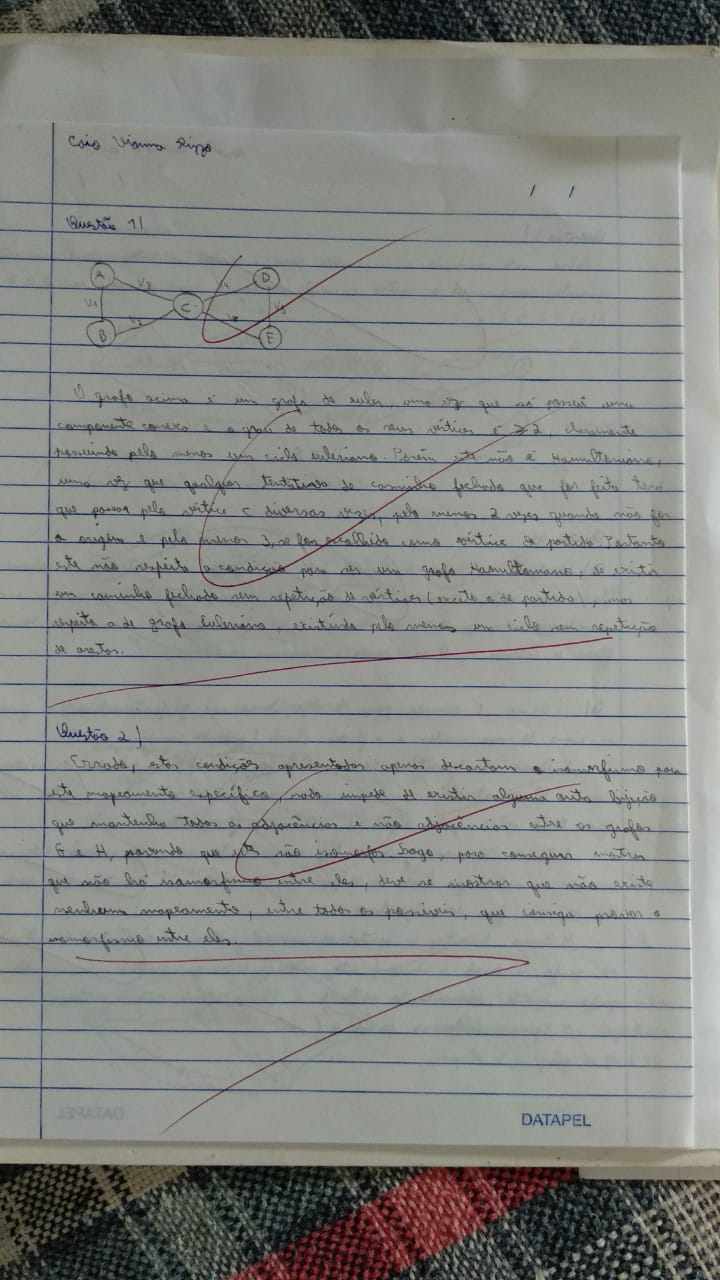 Caio Vianna Rizzo
/ /
Questão 1)
A V3 V4 D
V1 C V5
B V2 V6 E
O grafo acima é um grafo de euler, uma vez que só possui uma
componente conexa e o grau de todos os seus vértices é ≥ 2, claramente
possuindo pelo menos um ciclo euleriano. Porém este não é Hamiltoniano,
uma vez que qualquer tentativa de caminho fechado que for feita terá
que passar pelo vértice C diversas vezes, pelo menos 2 vezes quando não for
a origem e pelo menos 3, se for escolhido como vértice de partida. Portanto
este não respeita a condição para ser um grafo Hamiltoniano, de existir
um caminho fechado sem repetição de vértices (exceto o de partida), mas
respeita a de grafo Euleriano, existindo pelo menos um ciclo sem repetição
de arestas.
Questão 2)
Errado, estas condições apresentadas apenas descartam o isomorfismo para
este mapeamento específico, nada impede de existir alguma outra bijeção
que mantenha todas as adjacências e não adjacências entre os grafos
G e H, provando que são isomorfos. Logo, para conseguir mostrar
que não há isomorfismo entre eles, deve se mostrar que não existe
nenhum mapeamento, entre todos os possíveis, que consiga provar o
isomorfismo entre eles.
DATAPEL